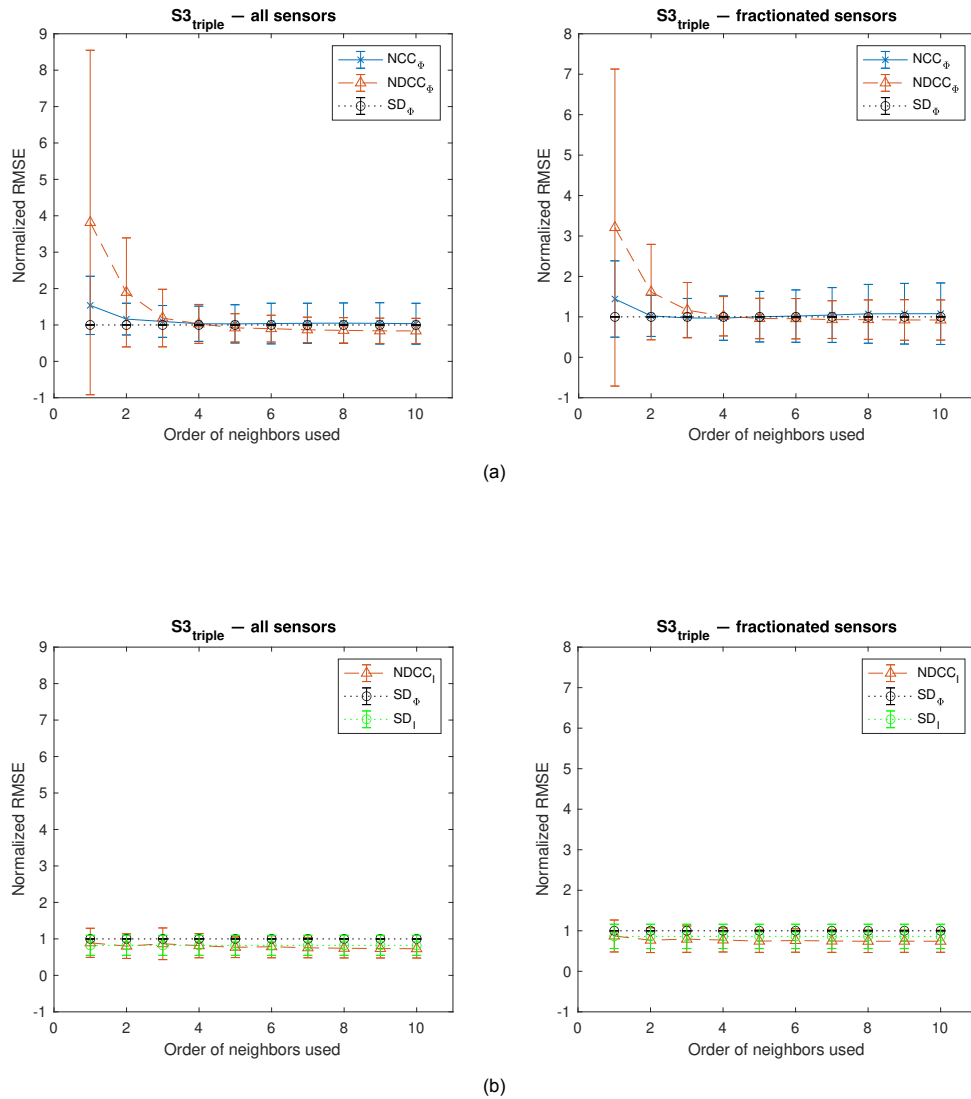 S3triple — all sensors
9
8
7
6
5
4
3
2
1
0
-1
Normalized RMSE
0 2 4 6 8 10
Order of neighbors used
NCCΦ
NDCCΦ
SDΦ
S3triple — fractionated sensors
8
7
6
5
4
3
2
1
0
-1
Normalized RMSE
0 2 4 6 8 10
Order of neighbors used
NCCΦ
NDCCΦ
SDΦ
(a)
S3triple — all sensors
9
8
7
6
5
4
3
2
1
0
-1
Normalized RMSE
0 2 4 6 8 10
Order of neighbors used
NDCCI
SDΦ
SDI
S3triple — fractionated sensors
8
7
6
5
4
3
2
1
0
-1
Normalized RMSE
0 2 4 6 8 10
Order of neighbors used
NDCCI
SDΦ
SDI
(b)